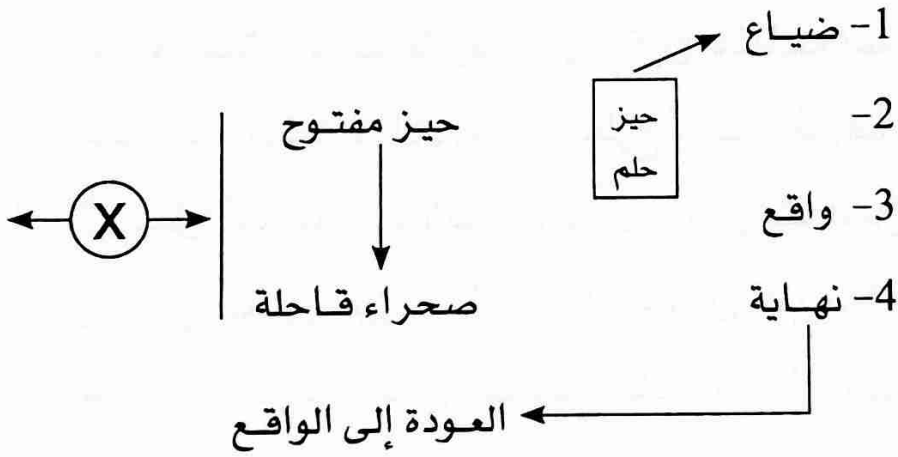 1- ضياع
2-
حيز
حلم
3- واقع
4- نهاية
حيز مفتوح
صحراء قاحلة
X
العودة إلى الواقع